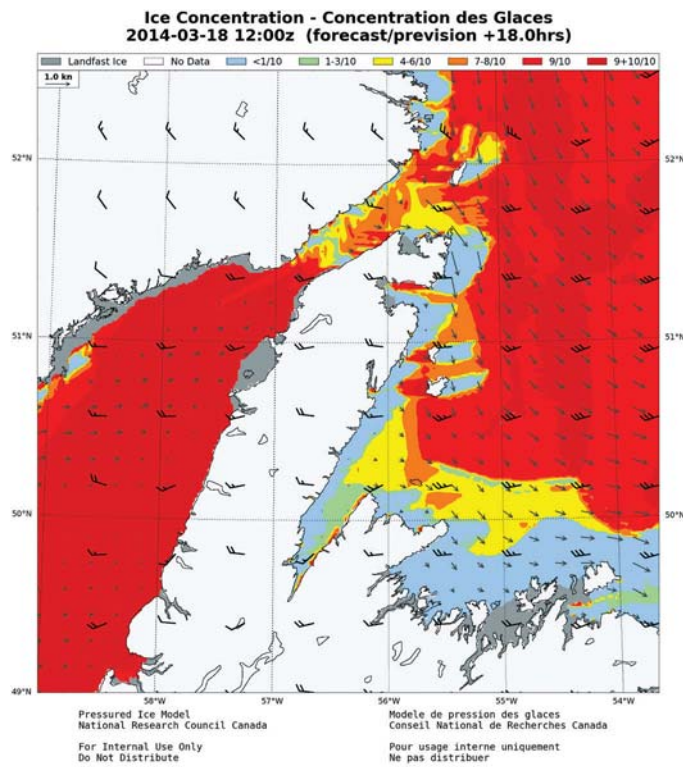 Ice Concentration - Concentration des Glaces
2014-03-18 12:00z (forecast/prevision +18.0hrs)
Landfast Ice No Data <1/10 1-3/10 4-6/10 7-8/10 9/10 9+10/10
1.0 kn
52°N 52°N
51°N 51°N
50°N 50°N
49°N
58°W 57°W 56°W 55°W 54°W
Pressured Ice Model
National Research Council Canada
For Internal Use Only
Do Not Distribute
Modele de pression des glaces
Conseil National de Recherches Canada
Pour usage interne uniquement
Ne pas distribuer